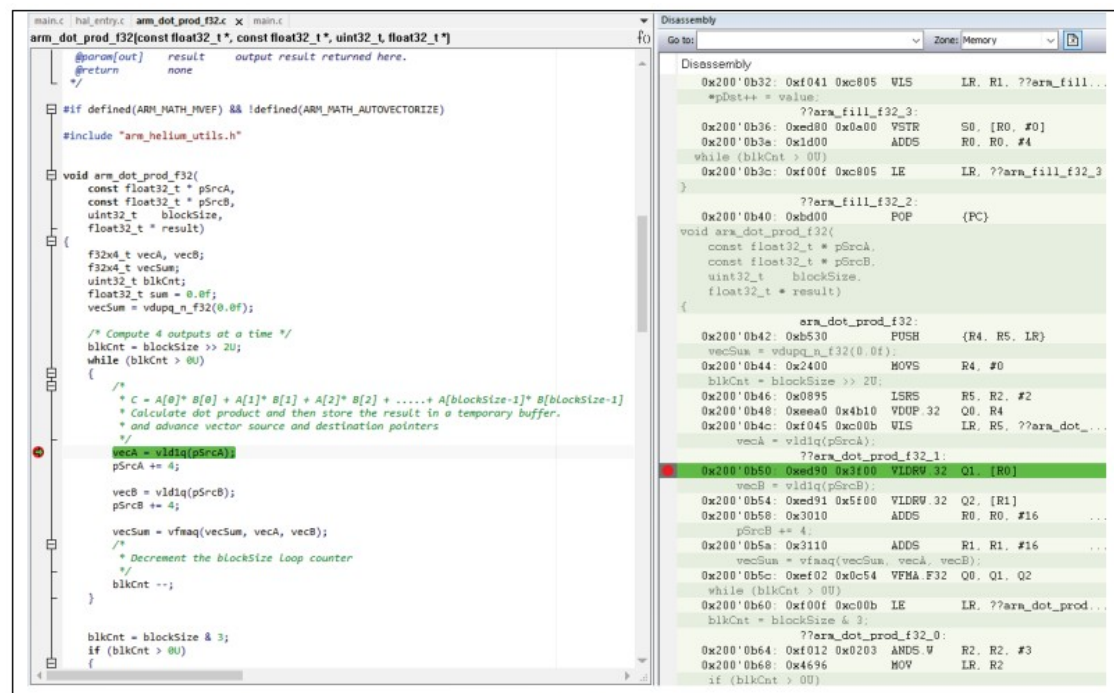 main.c hal_entry.c arm_dot_prod_f32.c x main.c
arm_dot_prod_f32(const float32_t *, const float32_t *, uint32_t, float32_t *) f()
@param[out] result output result returned here.
@return none
*/
#if defined(ARM_MATH_MVEF) && !defined(ARM_MATH_AUTOVECTORIZE)
#include "arm_helium_utils.h"
void arm_dot_prod_f32(
const float32_t * pSrcA,
const float32_t * pSrcB,
uint32_t blockSize,
float32_t * result)
{
f32x4_t vecA, vecB;
f32x4_t vecSum;
uint32_t blkCnt;
float32_t sum = 0.0f;
vecSum = vdupq_n_f32(0.0f);
/* Compute 4 outputs at a time */
blkCnt = blockSize >> 2U;
while (blkCnt > 0U)
{
/*
* C = A[0]* B[0] + A[1]* B[1] + A[2]* B[2] + .....+ A[blockSize-1]* B[blockSize-1]
* Calculate dot product and then store the result in a temporary buffer.
* and advance vector source and destination pointers
*/
vecA = vld1q(pSrcA);
pSrcA += 4;
vecB = vld1q(pSrcB);
pSrcB += 4;
vecSum = vfmaq(vecSum, vecA, vecB);
/*
* Decrement the blockSize loop counter
*/
blkCnt --;
}
blkCnt = blockSize & 3;
if (blkCnt > 0U)
{
Disassembly
Go to: Zone: Memory
Disassembly
0x200'0b32: 0xf041 0xc805 WLS LR, R1, ??arm_fill...
*pDst++ = value;
??arm_fill_f32_3:
0x200'0b36: 0xed80 0x0a00 VSTR S0, [R0, #0]
0x200'0b3a: 0x1d00 ADDS R0, R0, #4
while (blkCnt > 0U)
0x200'0b3c: 0xf00f 0xc805 LE LR, ??arm_fill_f32_3
}
??arm_fill_f32_2:
0x200'0b40: 0xbd00 POP {PC}
void arm_dot_prod_f32(
const float32_t * pSrcA,
const float32_t * pSrcB,
uint32_t blockSize,
float32_t * result)
{
arm_dot_prod_f32:
0x200'0b42: 0xb530 PUSH {R4, R5, LR}
vecSum = vdupq_n_f32(0.0f);
0x200'0b44: 0x2400 MOVS R4, #0
blkCnt = blockSize >> 2U;
0x200'0b46: 0x0895 LSRS R5, R2, #2
0x200'0b48: 0xeea0 0x4b10 VDUP.32 Q0, R4
0x200'0b4c: 0xf045 0xc00b WLS LR, R5, ??arm_dot_...
vecA = vld1q(pSrcA);
??arm_dot_prod_f32_1:
0x200'0b50: 0xed90 0x3f00 VLDRW.32 Q1, [R0]
vecB = vld1q(pSrcB);
0x200'0b54: 0xed91 0x5f00 VLDRW.32 Q2, [R1]
0x200'0b58: 0x3010 ADDS R0, R0, #16 ...
pSrcB += 4;
0x200'0b5a: 0x3110 ADDS R1, R1, #16 ...
vecSum = vfmaq(vecSum, vecA, vecB);
0x200'0b5c: 0xef02 0x0c54 VFMA.F32 Q0, Q1, Q2
while (blkCnt > 0U)
0x200'0b60: 0xf00f 0xc00b LE LR, ??arm_dot_prod...
blkCnt = blockSize & 3;
??arm_dot_prod_f32_0:
0x200'0b64: 0xf012 0x0203 ANDS.W R2, R2, #3
0x200'0b68: 0x4696 MOV LR, R2
if (blkCnt > 0U)